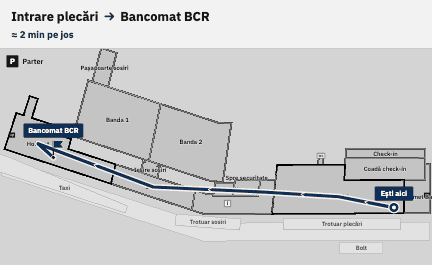 Intrare plecări → Bancomat BCR
≈ 2 min pe jos
P Parter
Pașapoarte sosiri
Banda 1
Banda 2
Bancomat BCR
Ieșire sosiri
Spre securitate
Check-in
Coadă check-in
Ești aici
Taxi
Trotuar sosiri
Trotuar plecări
Bolt